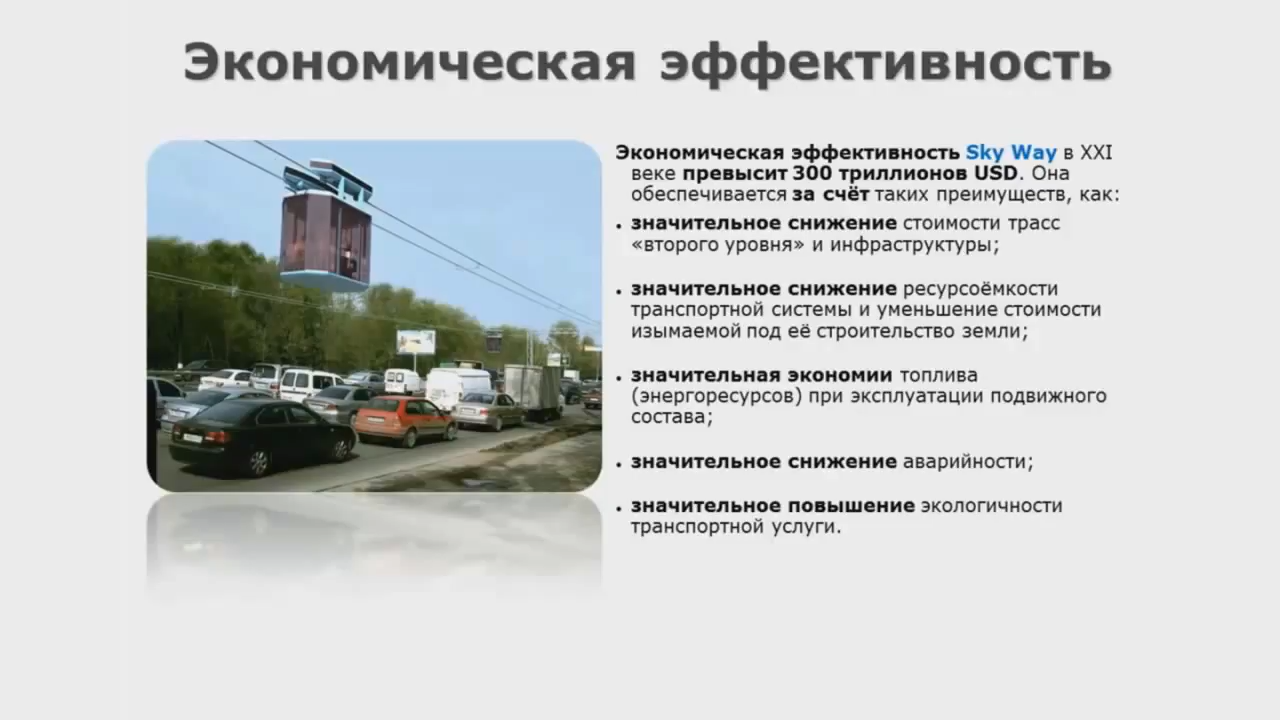 Экономическая эффективность
Экономическая эффективность Sky Way в XXI
веке превысит 300 триллионов USD. Она
обеспечивается за счёт таких преимуществ, как:
• значительное снижение стоимости трасс
«второго уровня» и инфраструктуры;
• значительное снижение ресурсоёмкости
транспортной системы и уменьшение стоимости
изымаемой под её строительство земли;
• значительная экономии топлива
(энергоресурсов) при эксплуатации подвижного
состава;
• значительное снижение аварийности;
• значительное повышение экологичности
транспортной услуги.